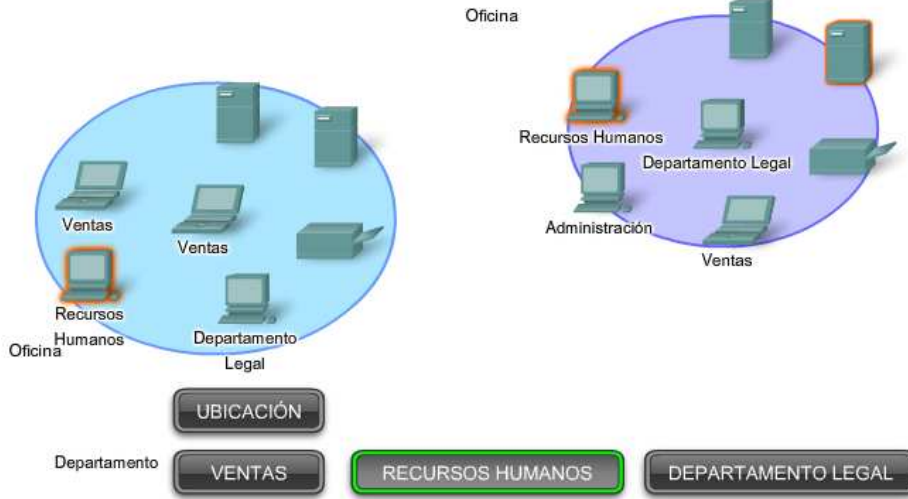 Oficina
Recursos Humanos
Departamento Legal
Administración
Ventas
Ventas
Ventas
Recursos
Humanos
Oficina
Departamento
Legal
UBICACIÓN
Departamento
VENTAS
RECURSOS HUMANOS
DEPARTAMENTO LEGAL